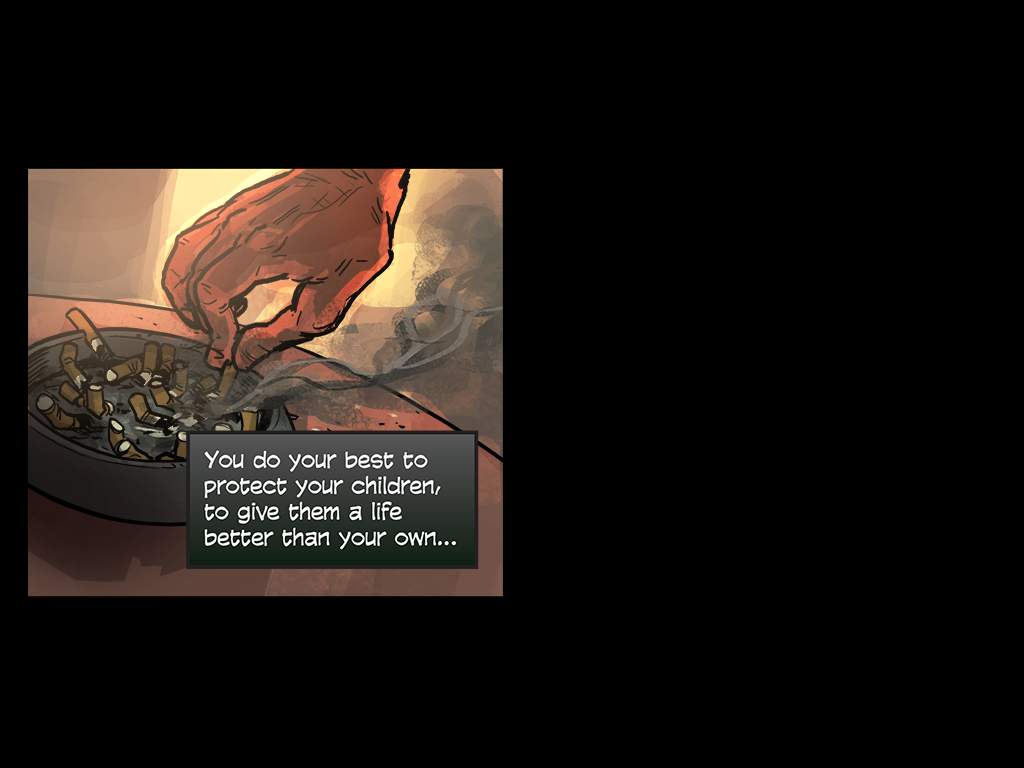 You do your best to
protect your children,
to give them a life
better than your own...